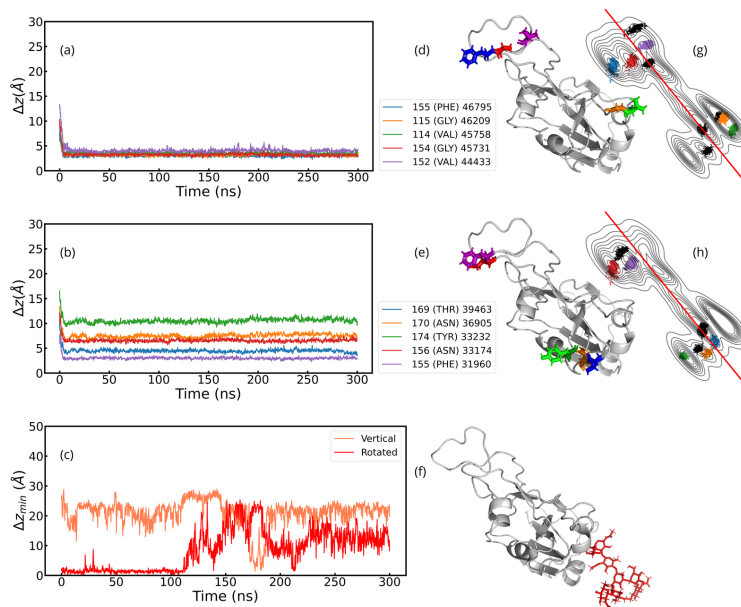 (a)
30
25
20
15
10
5
0
Δz(Å)
0 50 100 150 200 250 300
Time (ns)
(d)
155 (PHE) 46795
115 (GLY) 46209
114 (VAL) 45758
154 (GLY) 45731
152 (VAL) 44433
(g)
(b)
30
25
20
15
10
5
0
Δz(Å)
0 50 100 150 200 250 300
Time (ns)
(e)
169 (THR) 39463
170 (ASN) 36905
174 (TYR) 33232
156 (ASN) 33174
155 (PHE) 31960
(h)
(c)
50
40
30
20
10
0
Δzmin (Å)
Vertical
Rotated
0 50 100 150 200 250 300
Time (ns)
(f)